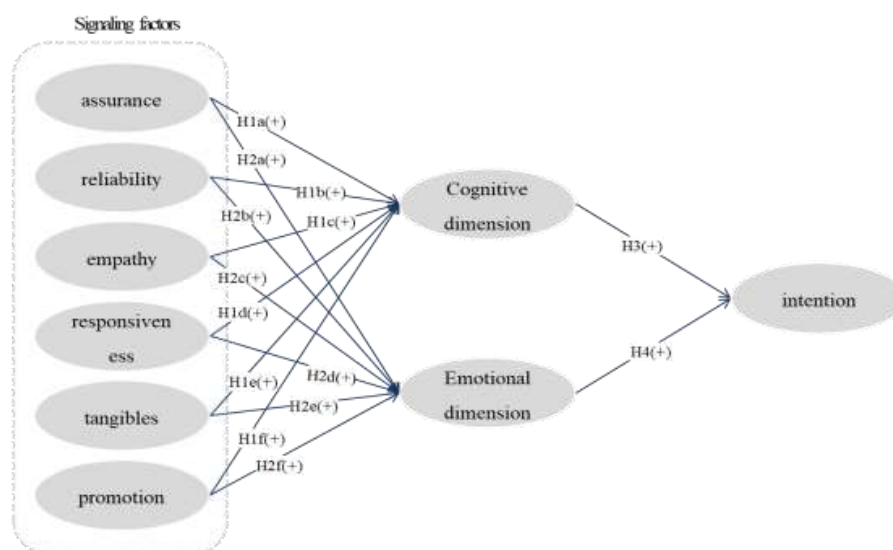 Signaling factors
assurance
H1a(+)
H2a(+)
reliability
H1b(+)
Cognitive
dimension
H2b(+)
H1c(+)
H3(+)
empathy
H2c(+)
intention
H1d(+)
responsiven
ess
H4(+)
H2d(+)
Emotional
dimension
H1e(+)
tangibles
H2e(+)
H1f(+)
H2f(+)
promotion